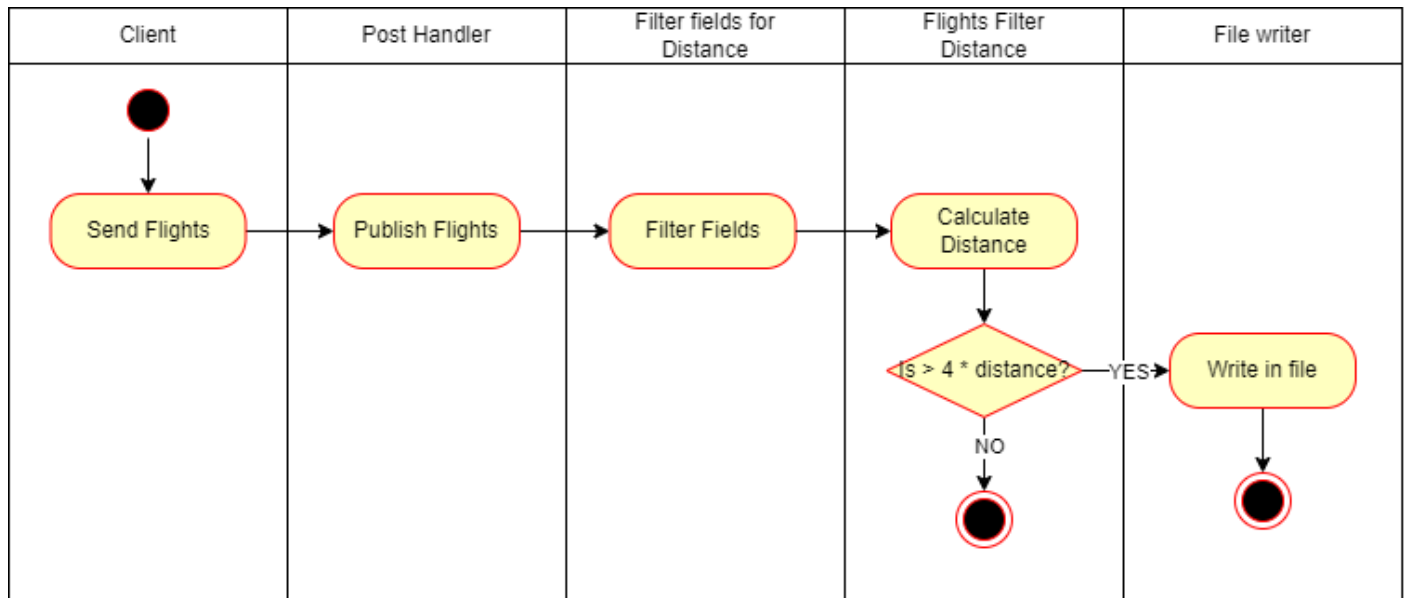 Client
Post Handler
Filter fields for
Distance
Flights Filter
Distance
File writer
Send Flights
Publish Flights
Filter Fields
Calculate
Distance
Is > 4 * distance?
YES
Write in file
NO